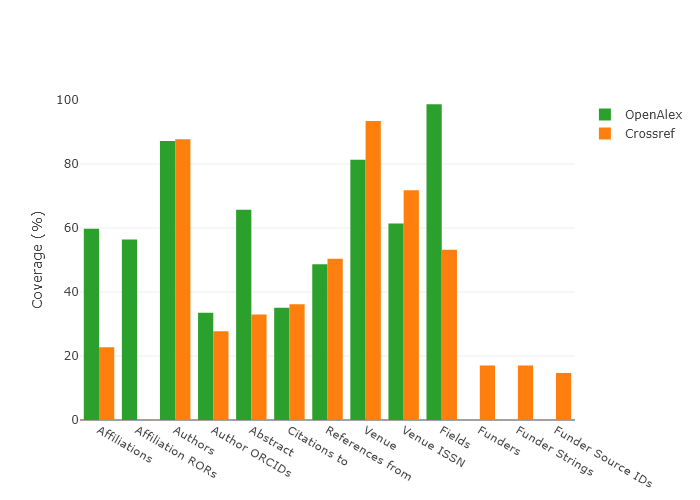 100
80
60
40
20
0
Coverage (%)
OpenAlex
Crossref
Affiliations
Affiliation RORs
Authors
Author ORCIDs
Abstract
Citations to
References from
Venue
Venue ISSN
Fields
Funders
Funder Strings
Funder Source IDs